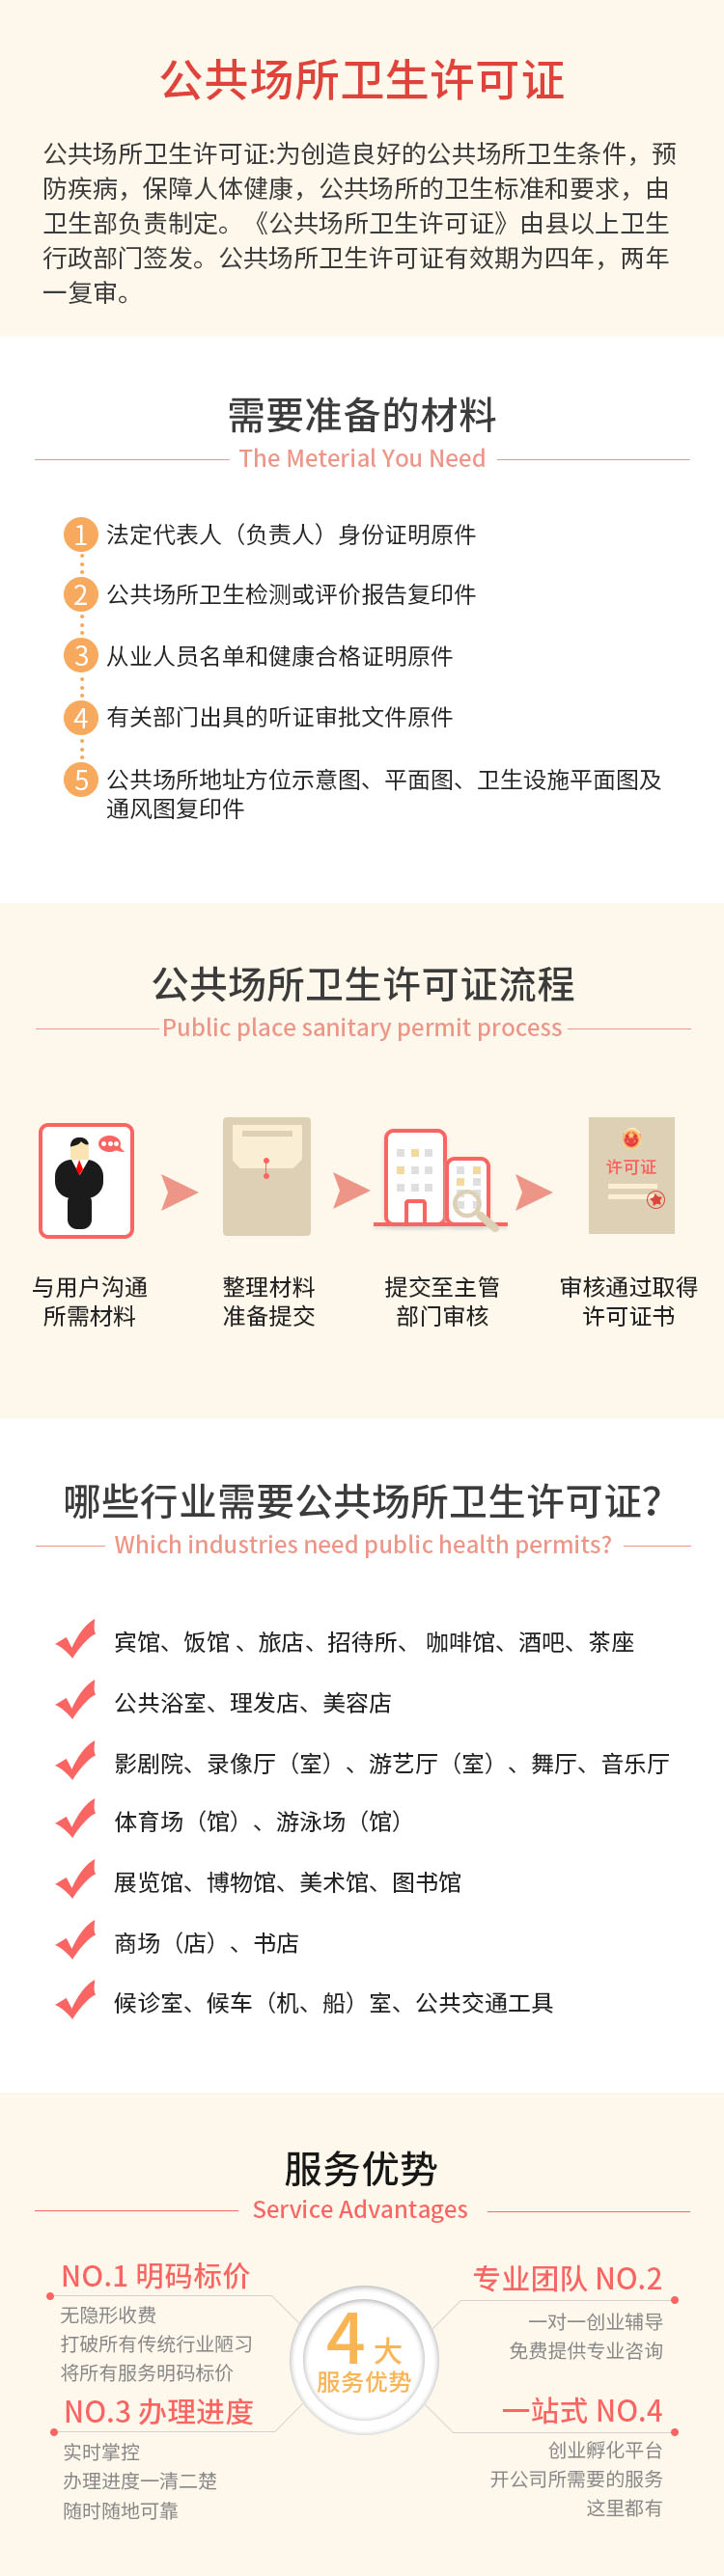 公共场所卫生许可证
公共场所卫生许可证:为创造良好的公共场所卫生条件，预
防疾病，保障人体健康，公共场所的卫生标准和要求，由
卫生部负责制定。《公共场所卫生许可证》由县以上卫生
行政部门签发。公共场所卫生许可证有效期为四年，两年
一复审。
需要准备的材料
The Meterial You Need
1 法定代表人（负责人）身份证明原件
2 公共场所卫生检测或评价报告复印件
3 从业人员名单和健康合格证明原件
4 有关部门出具的听证审批文件原件
5 公共场所地址方位示意图、平面图、卫生设施平面图及
通风图复印件
公共场所卫生许可证流程
Public place sanitary permit process
许可证
与用户沟通
所需材料
整理材料
准备提交
提交至主管
部门审核
审核通过取得
许可证书
哪些行业需要公共场所卫生许可证?
Which industries need public health permits?
宾馆、饭馆 、旅店、招待所、 咖啡馆、酒吧、茶座
公共浴室、理发店、美容店
影剧院、录像厅（室）、游艺厅（室）、舞厅、音乐厅
体育场（馆）、游泳场（馆）
展览馆、博物馆、美术馆、图书馆
商场（店）、书店
候诊室、候车（机、船）室、公共交通工具
服务优势
Service Advantages
NO.1 明码标价
无隐形收费
打破所有传统行业陋习
将所有服务明码标价
专业团队 NO.2
一对一创业辅导
免费提供专业咨询
4 大
服务优势
NO.3 办理进度
实时掌控
办理进度一清二楚
随时随地可靠
一站式 NO.4
创业孵化平台
开公司所需要的服务
这里都有